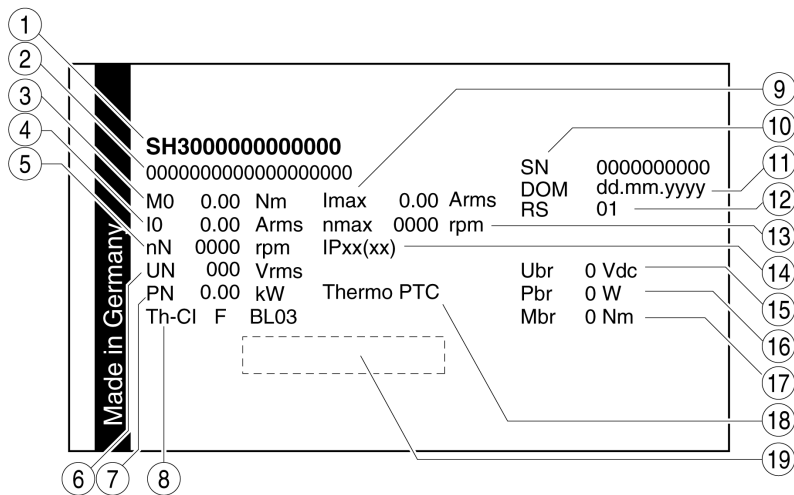 1
2
3
4
5
6
7
8
9
10
11
12
13
14
15
16
17
18
19
Made in Germany
SH3000000000000
0000000000000000000
M0 0.00 Nm Imax 0.00 Arms
I0 0.00 Arms nmax 0000 rpm
nN 0000 rpm IPxx(xx)
UN 000 Vrms
PN 0.00 kW Thermo PTC
Th-CI F BL03
SN 0000000000
DOM dd.mm.yyyy
RS 01
Ubr 0 Vdc
Pbr 0 W
Mbr 0 Nm